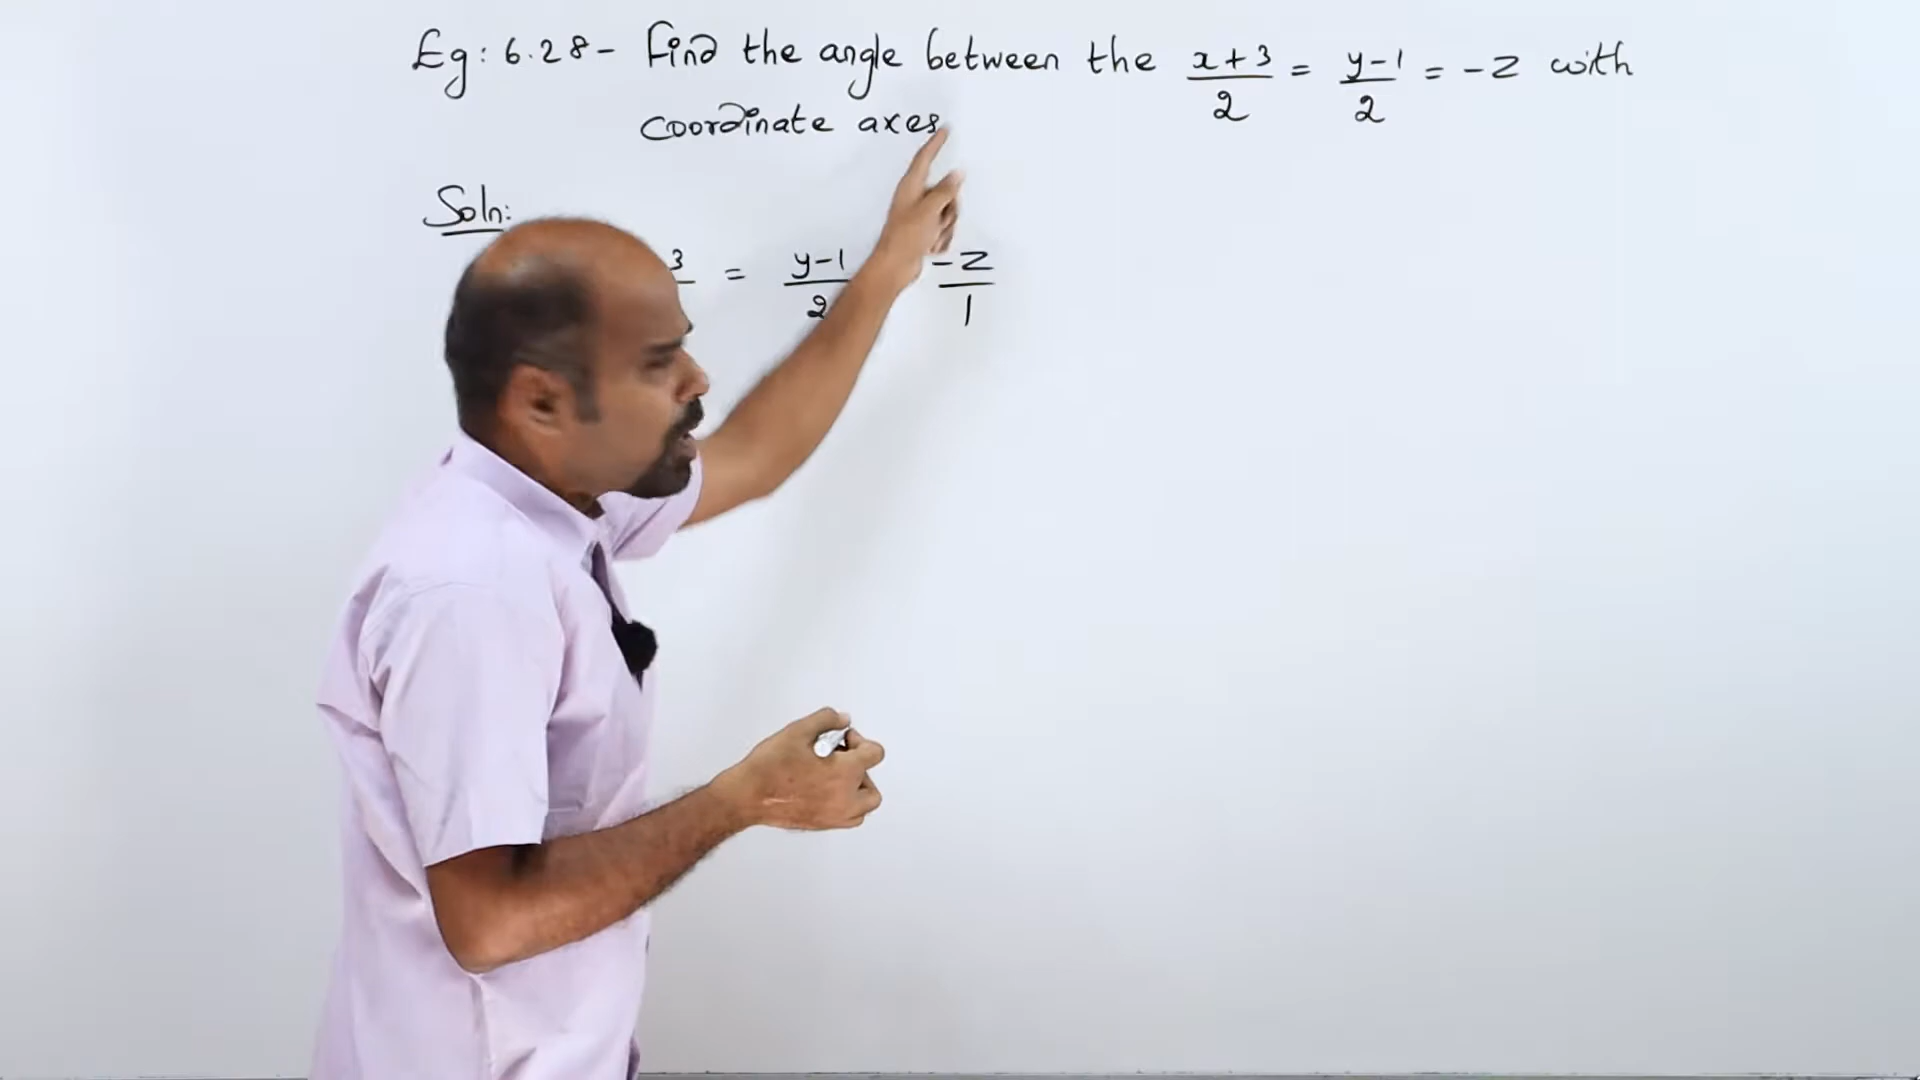 Eg: 6.28 - Find the angle between the x+3/2 = y-1/2 = -z with
coordinate axes
Soln:
3 = y-1/2 -z/1